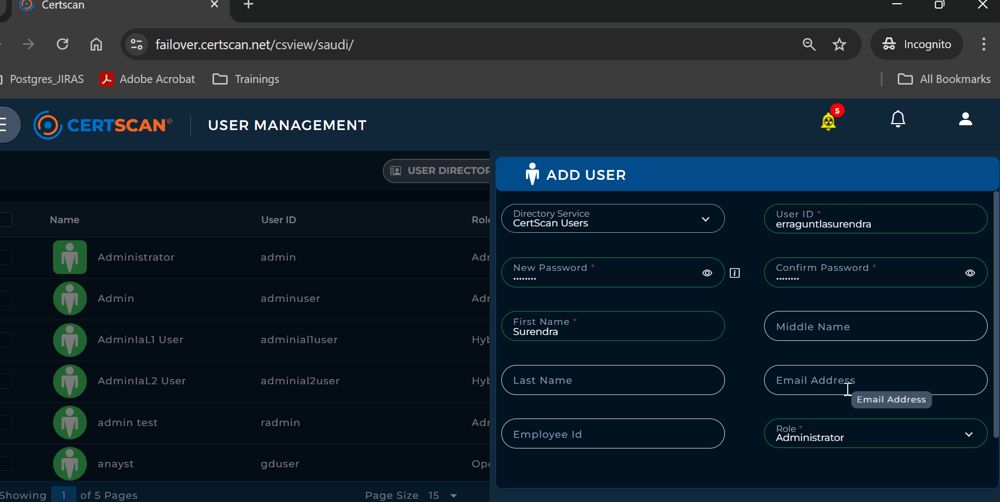 Certscan
failover.certscan.net/csview/saudi/
Incognito
Postgres_JIRAS
Adobe Acrobat
Trainings
All Bookmarks
CERTSCAN®
USER MANAGEMENT
5
USER DIRECTOR
ADD USER
Directory Service
CertScan Users
User ID *
erraguntlasurendra
New Password *
••••••••
Confirm Password *
••••••••
First Name *
Surendra
Middle Name
Last Name
Email Address
Email Address
Employee Id
Role *
Administrator
Name User ID Role
Administrator admin Adr
Admin adminuser Adr
AdminIaL1 User adminial1user Hyb
AdminIaL2 User adminial2user Hyb
admin test radmin Adr
anayst gduser Ope
Showing 1 of 5 Pages
Page Size 15